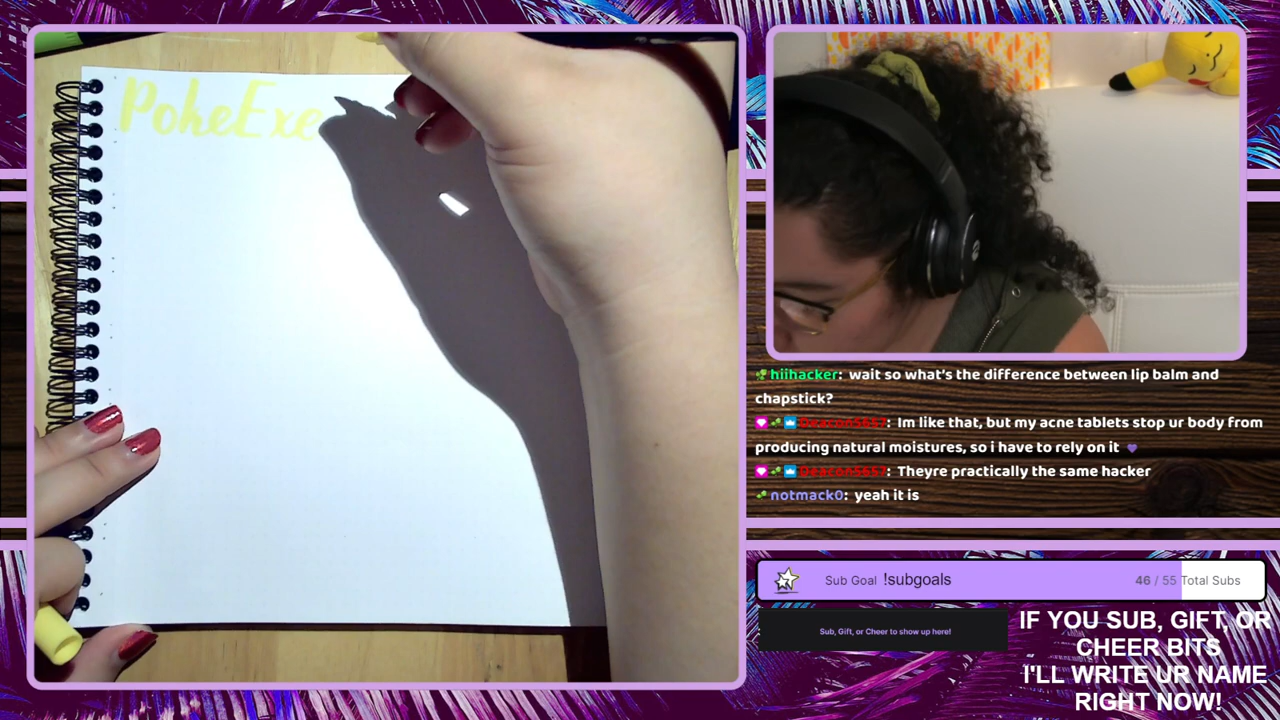 PokeExe
hiihacker: wait so what's the difference between lip balm and
chapstick?
Deacon5657: Im like that, but my acne tablets stop ur body from
producing natural moistures, so i have to rely on it 💜
Deacon5657: Theyre practically the same hacker
notmack0: yeah it is
Sub Goal !subgoals 46 / 55 Total Subs
Sub, Gift, or Cheer to show up here!
IF YOU SUB, GIFT, OR
CHEER BITS
I'LL WRITE UR NAME
RIGHT NOW!